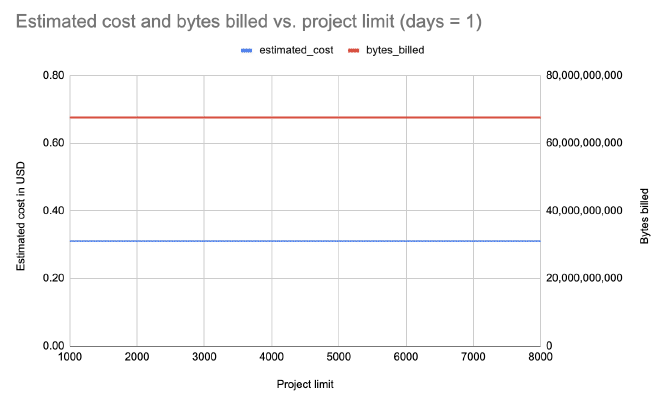 Estimated cost and bytes billed vs. project limit (days = 1)
estimated_cost bytes_billed
0.80 80,000,000,000
0.60 60,000,000,000
0.40 40,000,000,000
0.20 20,000,000,000
0.00 0
Estimated cost in USD
Bytes billed
1000 2000 3000 4000 5000 6000 7000 8000
Project limit